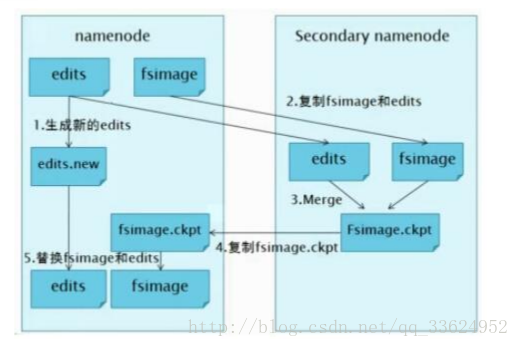 namenode
Secondary namenode
edits
fsimage
2.复制fsimage和edits
1.生成新的edits
edits.new
edits
fsimage
3.Merge
fsimage.ckpt
Fsimage.ckpt
4.复制fsimage.ckpt
5.替换fsimage和edits
edits
fsimage
http://blog.csdn.net/qq_33624952